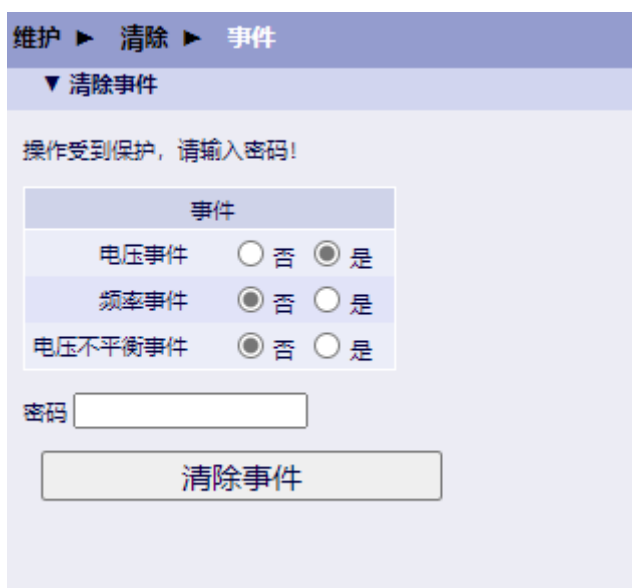 维护 ► 清除 ► 事件
▼ 清除事件
操作受到保护，请输入密码!
事件
电压事件 否 是
频率事件 否 是
电压不平衡事件 否 是
密码
清除事件